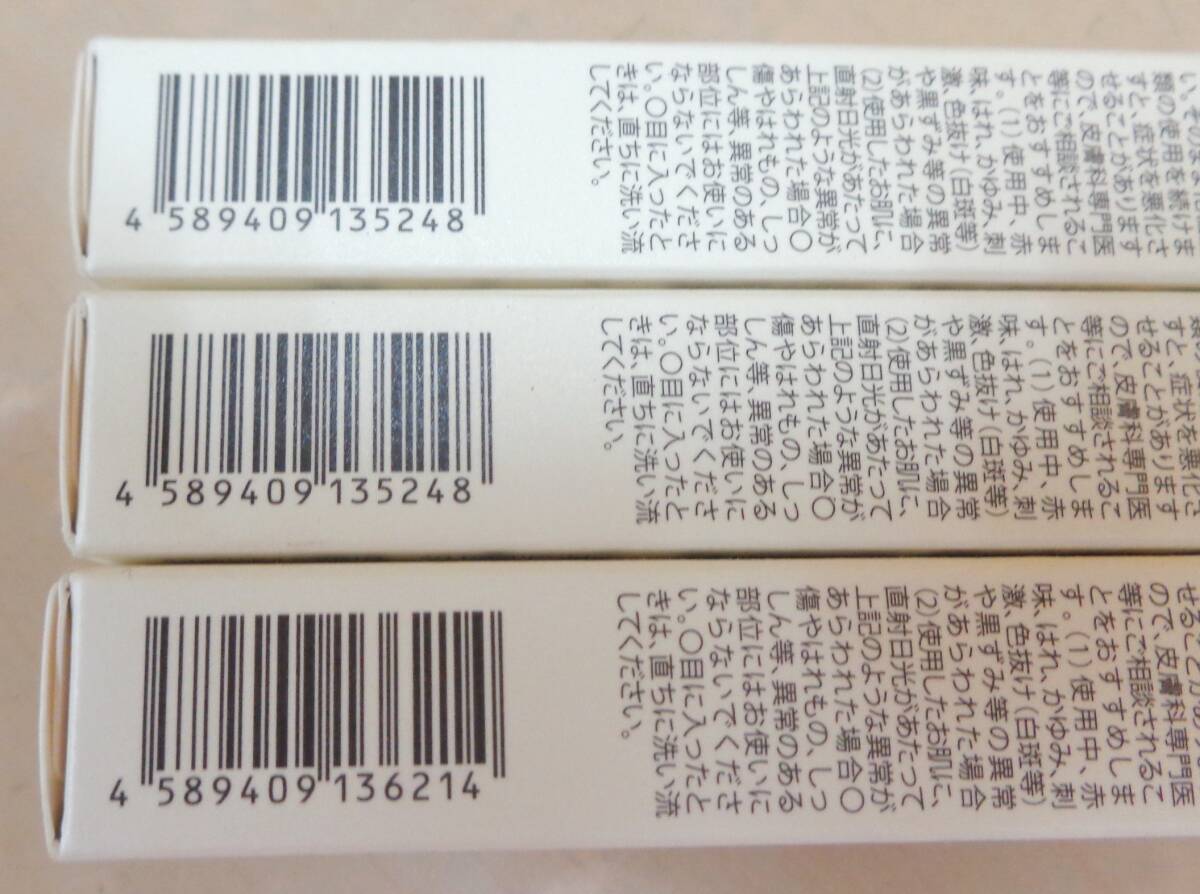 4 589409 135248
類の使用を続けま
すと、症状を悪化さ
せることがあります
ので、皮膚科専門医
等にご相談されるこ
とをおすすめしま
す。(1)使用中、赤
味、はれ、かゆみ、刺
激、色抜け(白斑等)
や黒ずみ等の異常
があらわれた場合
(2)使用したお肌に、
直射日光があたって
上記のような異常が
あらわれた場合〇
傷やはれもの、しっ
しん等、異常のある
部位にはお使いに
ならないでくださ
い。〇目に入ったと
きは、直ちに洗い流
してください。
4 589409 135248
すと、症状を悪化さ
せることがあります
ので、皮膚科専門医
等にご相談されるこ
とをおすすめしま
す。(1)使用中、赤
味、はれ、かゆみ、刺
激、色抜け(白斑等)
や黒ずみ等の異常
があらわれた場合
(2)使用したお肌に、
直射日光があたって
上記のような異常が
あらわれた場合〇
傷やはれもの、しっ
しん等、異常のある
部位にはお使いに
ならないでくださ
い。〇目に入ったと
きは、直ちに洗い流
してください。
4 589409 136214
せること
ので、皮膚科専門医
等にご相談されるこ
とをおすすめしま
す。(1)使用中、赤
味、はれ、かゆみ、刺
激、色抜け(白斑等)
や黒ずみ等の異常
があらわれた場合
(2)使用したお肌に、
直射日光があたって
上記のような異常が
あらわれた場合〇
傷やはれもの、しっ
しん等、異常のある
部位にはお使いに
ならないでくださ
い。〇目に入ったと
きは、直ちに洗い流
してください。